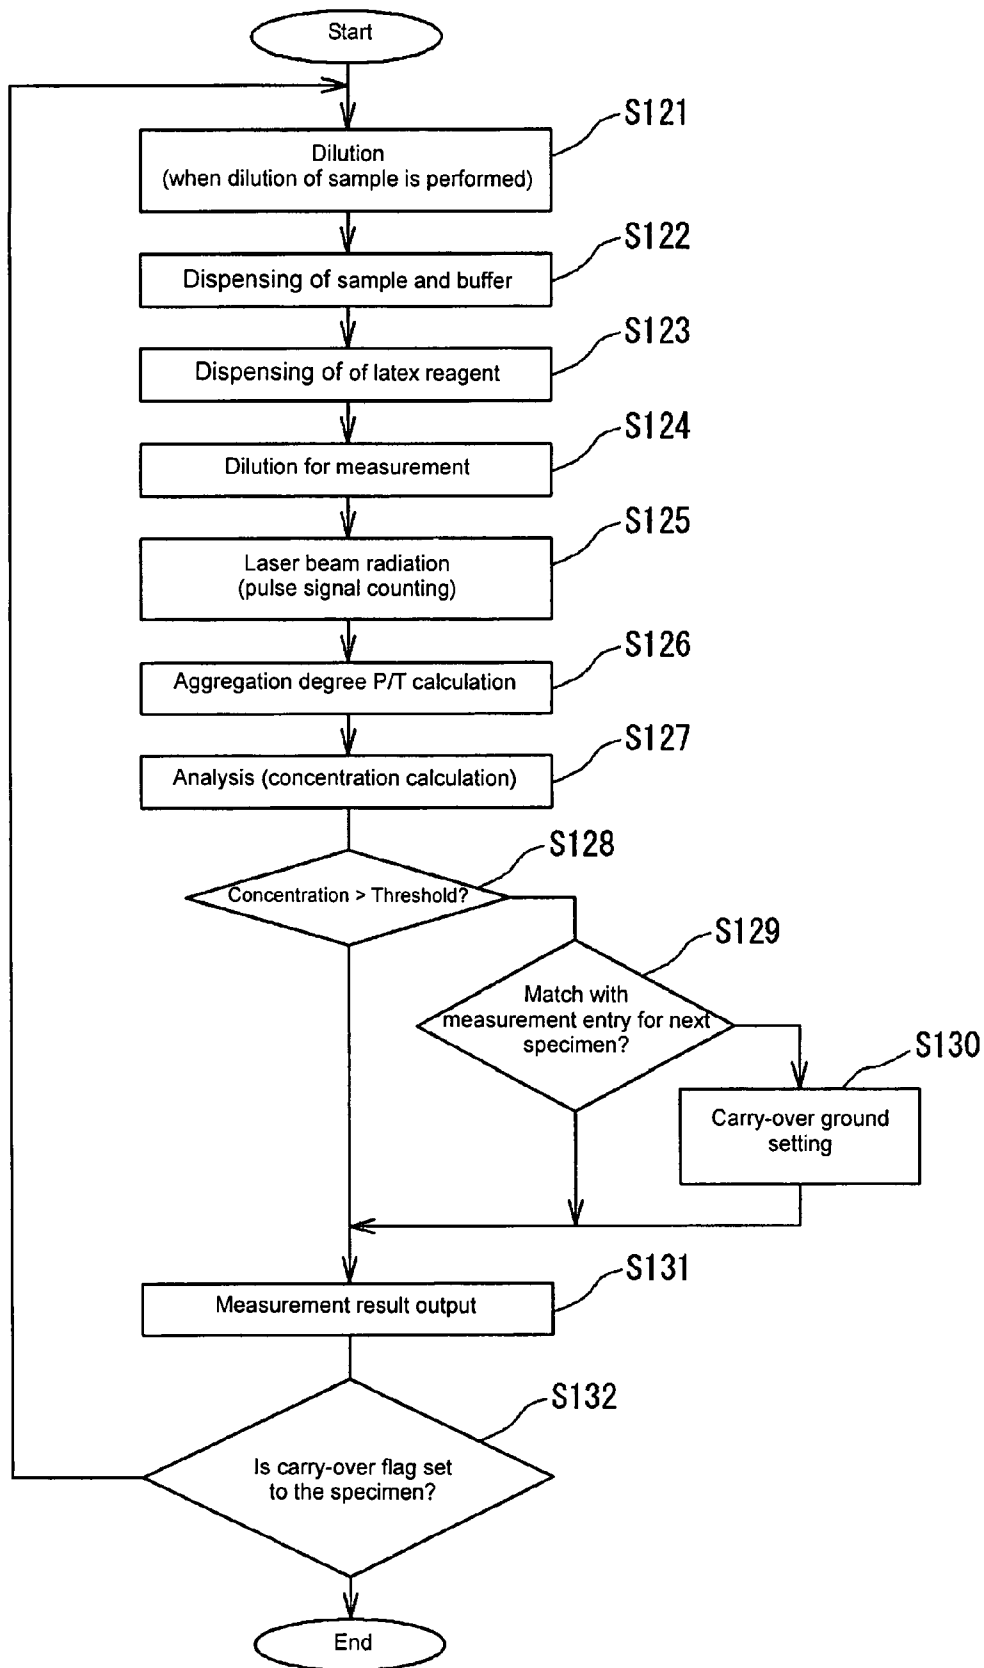 Start
S121
Dilution
(when dilution of sample is performed)
S122
Dispensing of sample and buffer
S123
Dispensing of of latex reagent
S124
Dilution for measurement
S125
Laser beam radiation
(pulse signal counting)
S126
Aggregation degree P/T calculation
S127
Analysis (concentration calculation)
S128
Concentration > Threshold?
S129
Match with
measurement entry for next
specimen?
S130
Carry-over ground
setting
S131
Measurement result output
S132
Is carry-over flag set
to the specimen?
End